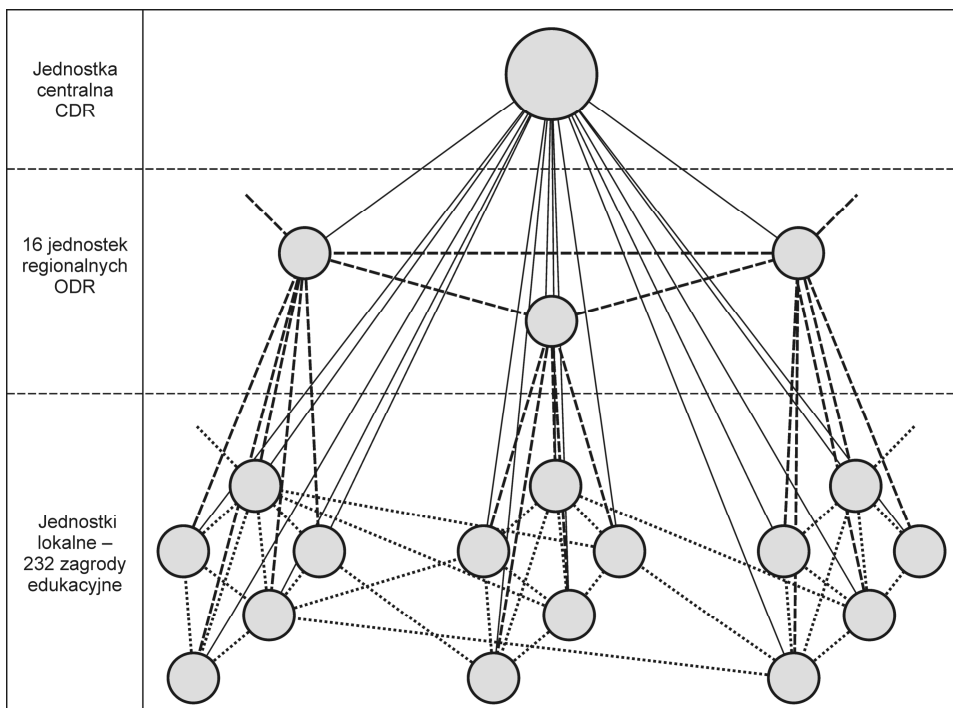 Jednostka
centralna
CDR
16 jednostek
regionalnych
ODR
Jednostki
lokalne –
232 zagrody
edukacyjne